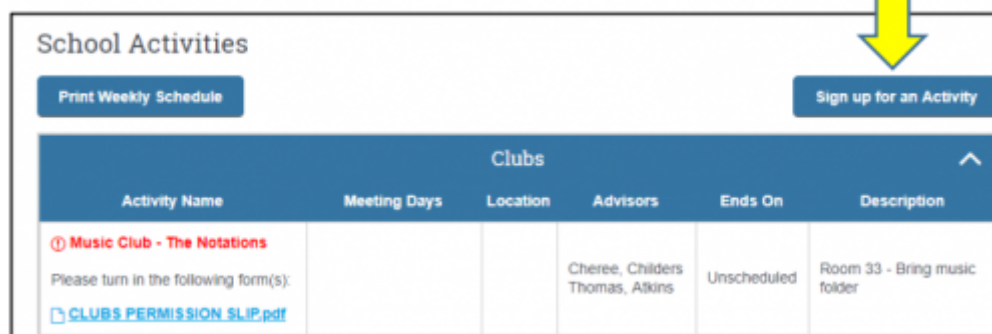 School Activities
Print Weekly Schedule
Sign up for an Activity
Clubs
Activity Name Meeting Days Location Advisors Ends On Description
Music Club - The Notations
Please turn in the following form(s):
CLUBS PERMISSION SLIP.pdf
Cheree, Childers
Thomas, Atkins
Unscheduled
Room 33 - Bring music
folder